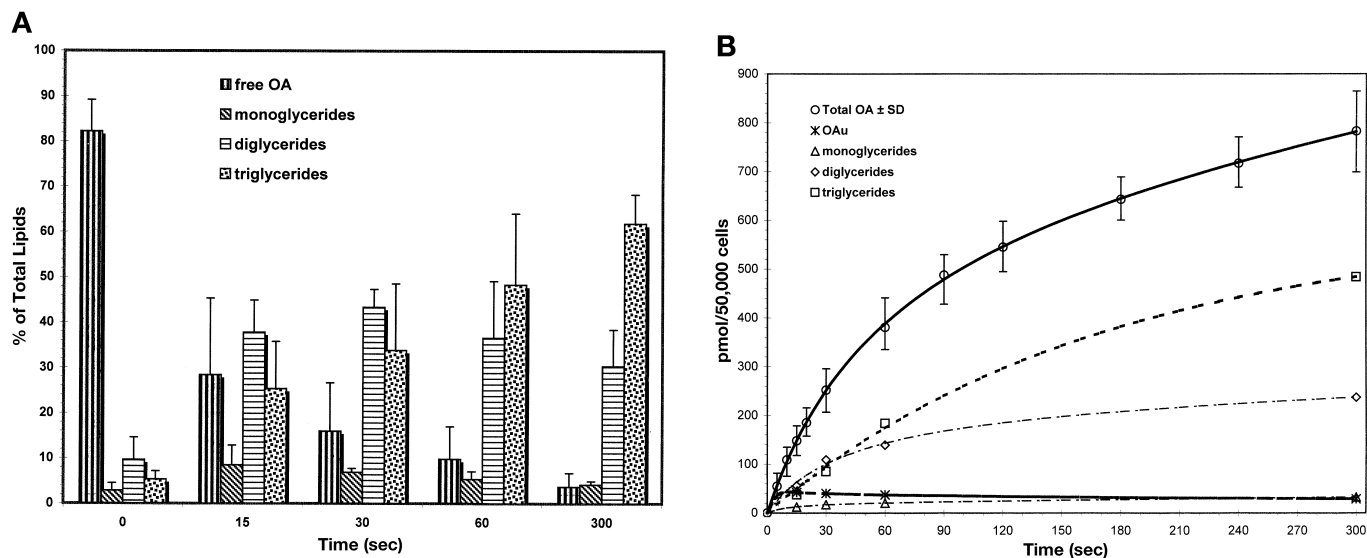 A
100
90
80
70
60
50
40
30
20
10
0
% of Total Lipids
free OA
monoglycerides
diglycerides
triglycerides
0 15 30 60 300
Time (sec)
B
900
800
700
600
500
400
300
200
100
0
pmol/50,000 cells
Total OA ± SD
OAu
monoglycerides
diglycerides
triglycerides
0 30 60 90 120 150 180 210 240 270 300
Time (sec)